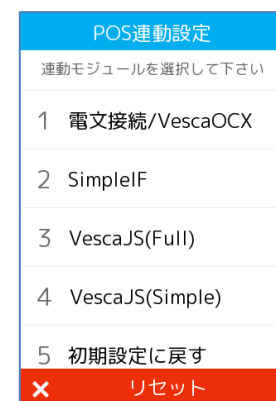 POS連動設定
連動モジュールを選択して下さい
1 電文接続/VescaOCX
2 SimpleIF
3 VescaJS(Full)
4 VescaJS(Simple)
5 初期設定に戻す
× リセット